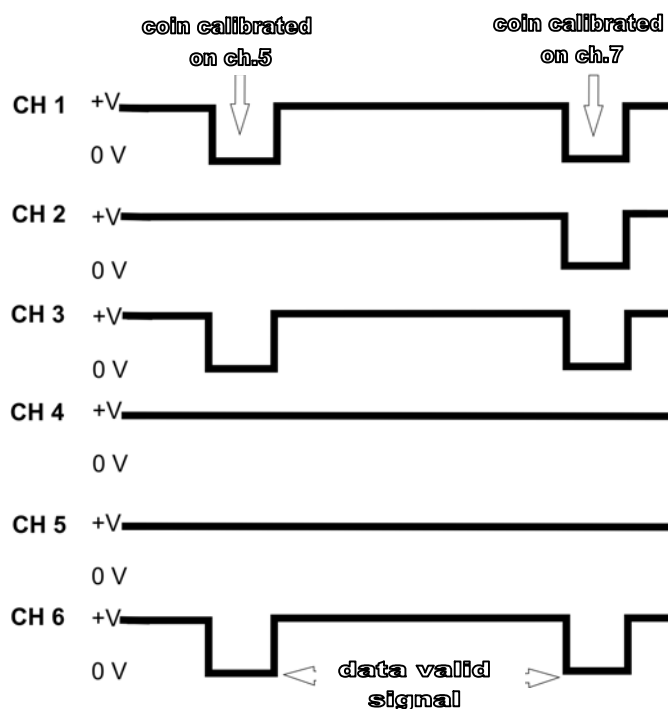 coin calibrated
on ch.5
coin calibrated
on ch.7
CH 1 +V
0 V
CH 2 +V
0 V
CH 3 +V
0 V
CH 4 +V
0 V
CH 5 +V
0 V
CH 6 +V
0 V
data valid
signal